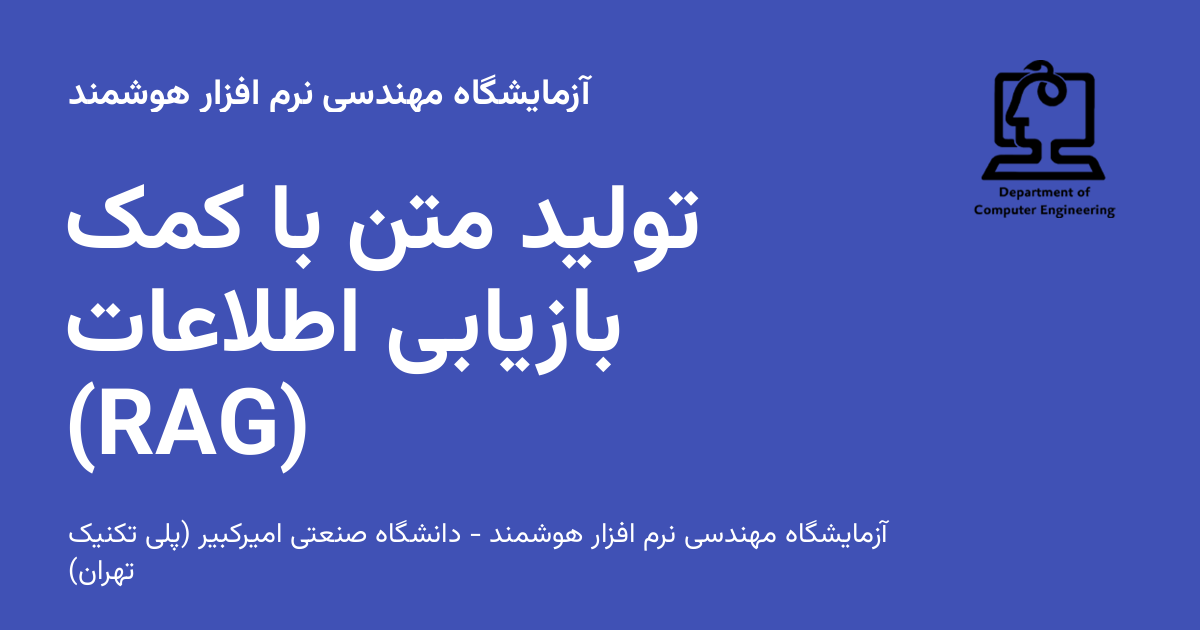 آزمایشگاه مهندسی نرم افزار هوشمند
Department of
Computer Engineering
تولید متن با کمک
بازیابی اطلاعات
(RAG)
آزمایشگاه مهندسی نرم افزار هوشمند - دانشگاه صنعتی امیرکبیر (پلی تکنیک
تهران)